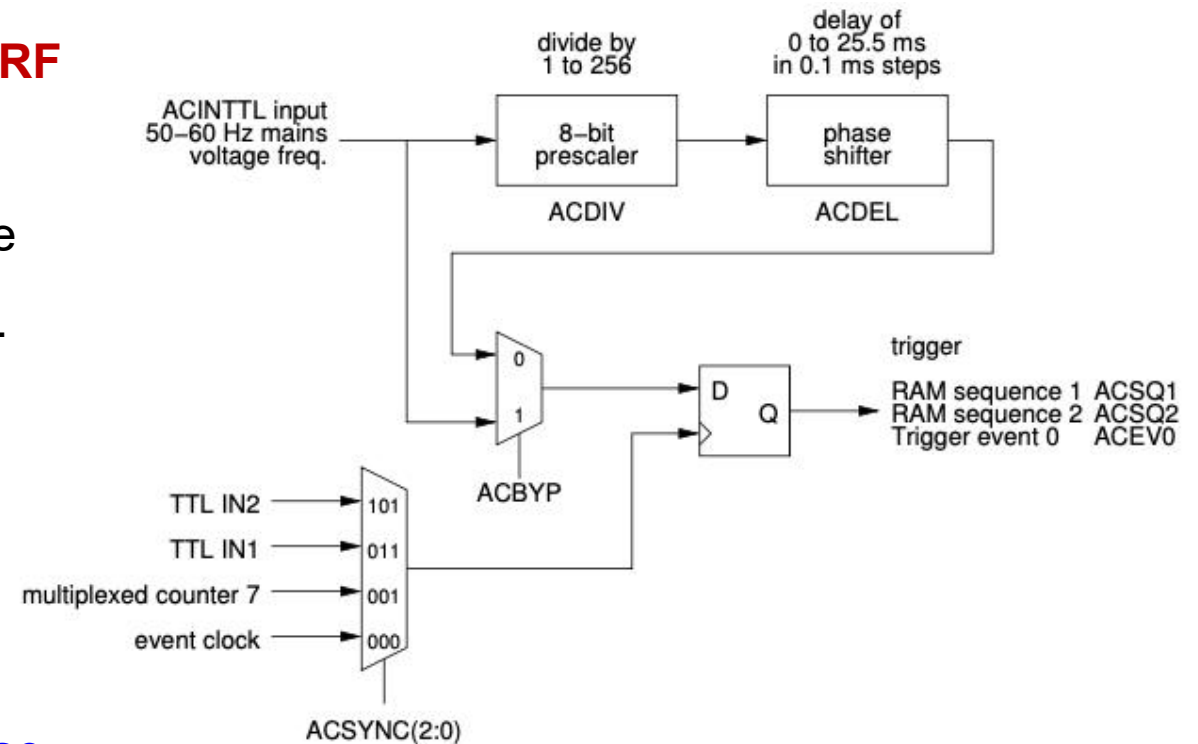 RF
e
.
divide by
1 to 256
delay of
0 to 25.5 ms
in 0.1 ms steps
ACINTTL input
50–60 Hz mains
voltage freq.
8–bit
prescaler
phase
shifter
ACDIV
ACDEL
0
1
ACBYP
D
Q
trigger
RAM sequence 1 ACSQ1
RAM sequence 2 ACSQ2
Trigger event 0 ACEV0
TTL IN2
101
TTL IN1
011
multiplexed counter 7
001
event clock
000
ACSYNC(2:0)